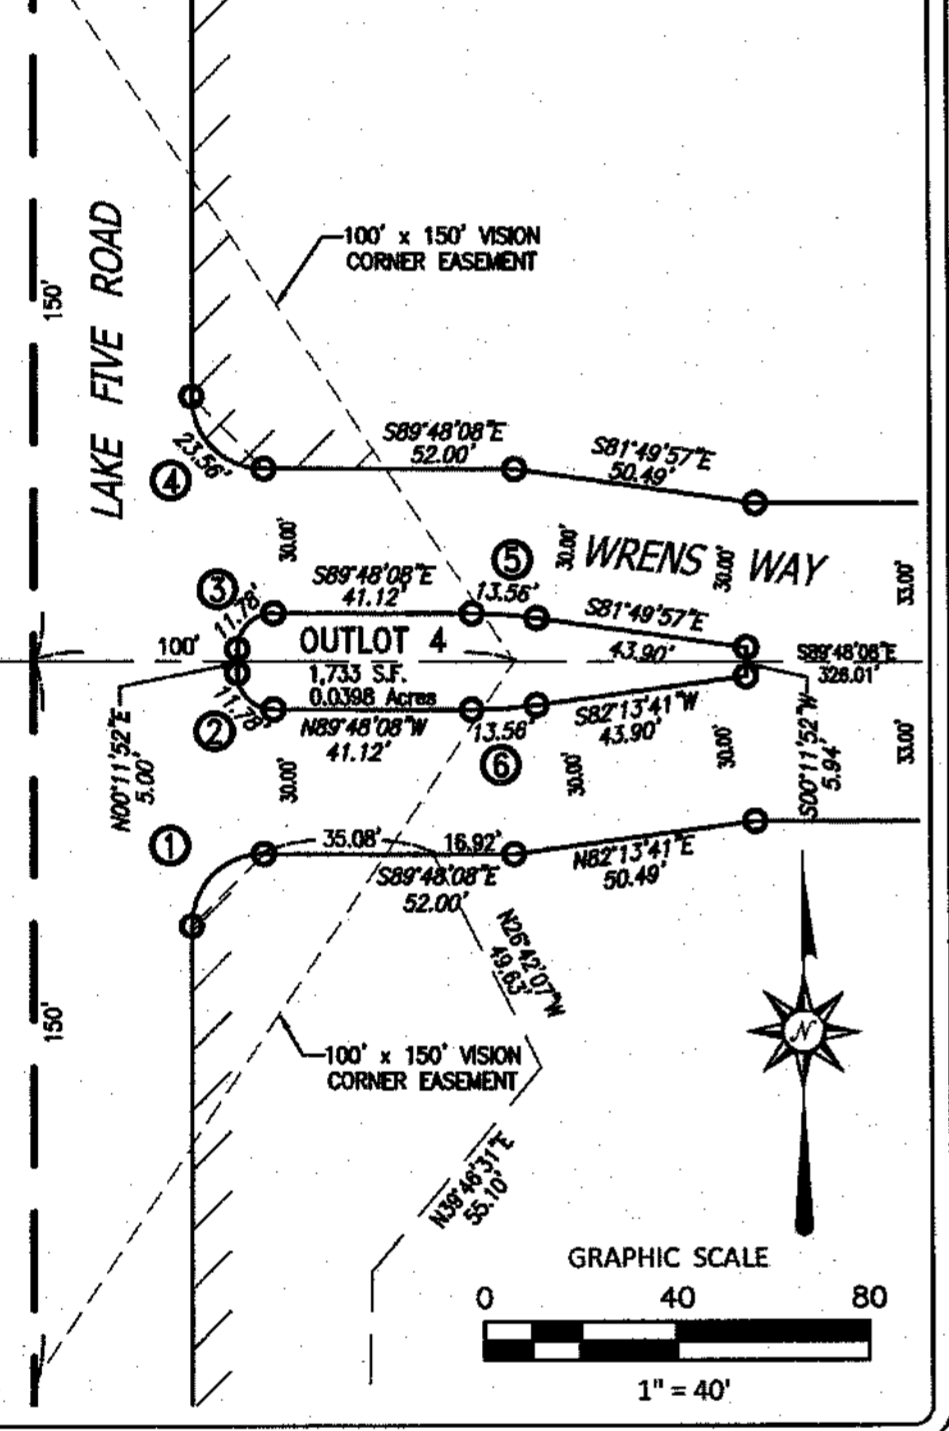 LAKE FIVE ROAD
150'
100' x 150' VISION
CORNER EASEMENT
23.56'
4
S89°48'08"E
52.00'
S81°49'57"E
50.49'
30.00'
5
30.00'
WRENS WAY
30.00'
33.00'
3
11.78'
S89°48'08"E
41.12'
13.56'
S81°49'57"E
43.90'
100'
OUTLOT 4
1,733 S.F.
0.0398 Acres
S89°48'08"E
326.01'
2
11.78'
N89°48'08"W
41.12'
13.56'
6
S82°13'41"W
43.90'
N00°11'52"E
5.00'
S00°11'52"W
5.94'
30.00'
30.00'
30.00'
33.00'
1
35.08'
16.92'
S89°48'08"E
52.00'
N82°13'41"E
50.49'
N26°42'07"W
49.63'
150'
100' x 150' VISION
CORNER EASEMENT
N
N39°46'31"E
55.10'
GRAPHIC SCALE
0 40 80
1" = 40'